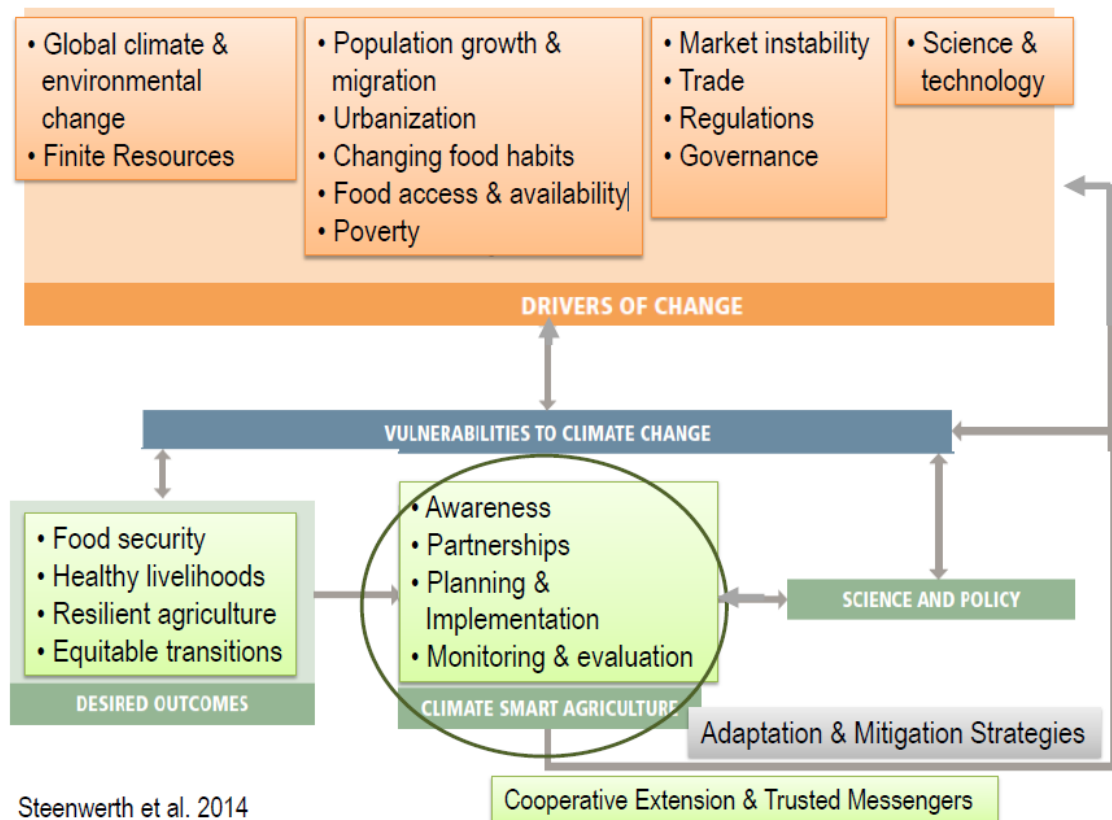 • Global climate &
environmental
change
• Finite Resources
• Population growth &
migration
• Urbanization
• Changing food habits
• Food access & availability
• Poverty
• Market instability
• Trade
• Regulations
• Governance
• Science &
technology
DRIVERS OF CHANGE
VULNERABILITIES TO CLIMATE CHANGE
• Food security
• Healthy livelihoods
• Resilient agriculture
• Equitable transitions
DESIRED OUTCOMES
• Awareness
• Partnerships
• Planning &
Implementation
• Monitoring & evaluation
CLIMATE SMART AGRICULTURE
SCIENCE AND POLICY
Adaptation & Mitigation Strategies
Cooperative Extension & Trusted Messengers
Steenwerth et al. 2014